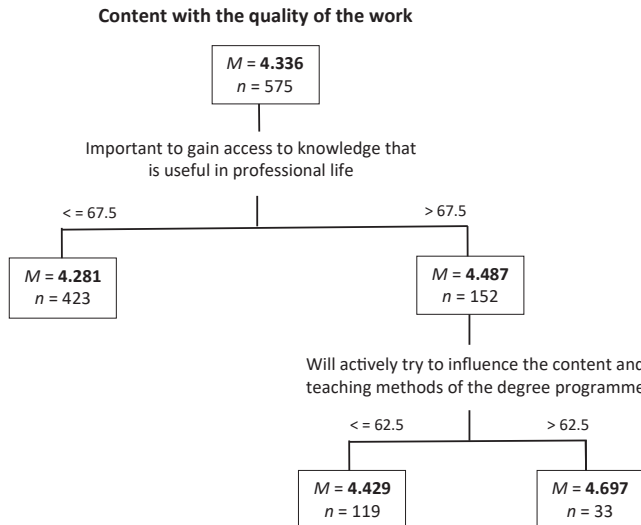 Content with the quality of the work
M = 4.336
n = 575
Important to gain access to knowledge that
is useful in professional life
< = 67.5
> 67.5
M = 4.281
n = 423
M = 4.487
n = 152
Will actively try to influence the content and
teaching methods of the degree programme
< = 62.5
> 62.5
M = 4.429
n = 119
M = 4.697
n = 33